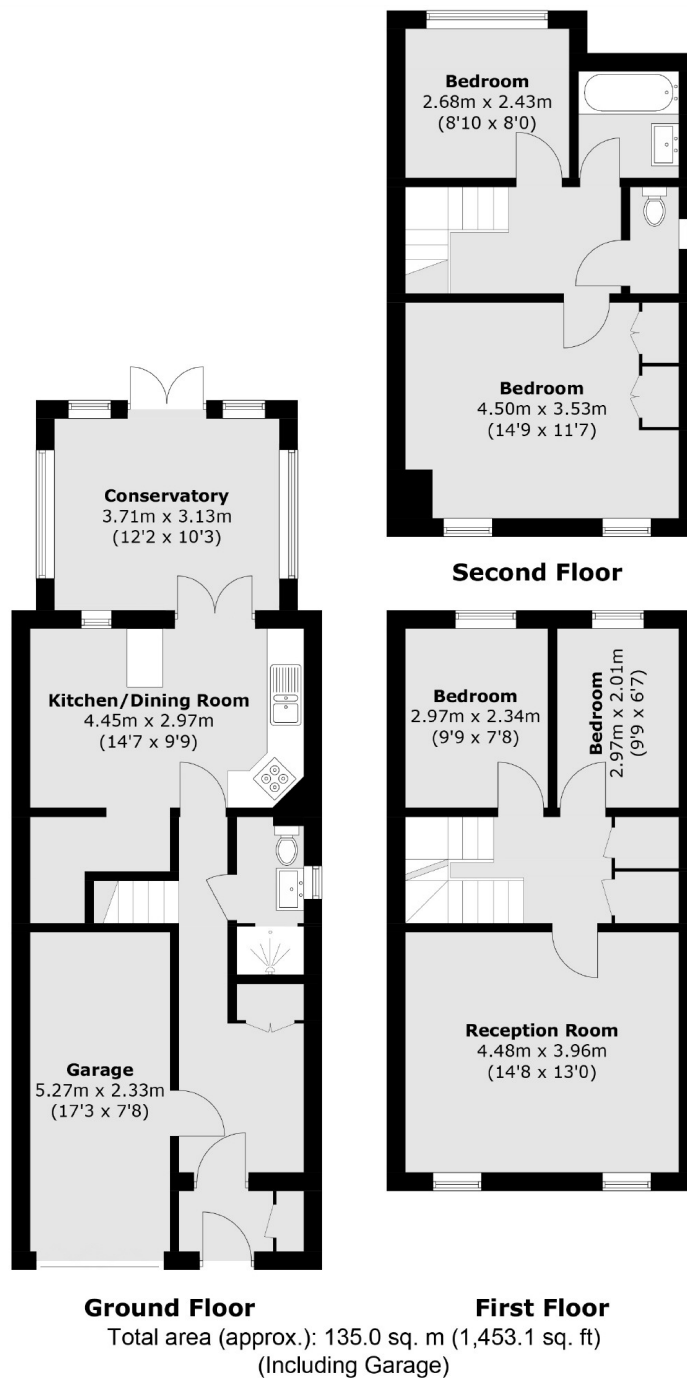 Bedroom
2.68m x 2.43m
(8'10 x 8'0)
Bedroom
4.50m x 3.53m
(14'9 x 11'7)
Second Floor
Conservatory
3.71m x 3.13m
(12'2 x 10'3)
Kitchen/Dining Room
4.45m x 2.97m
(14'7 x 9'9)
Garage
5.27m x 2.33m
(17'3 x 7'8)
Ground Floor
Bedroom
2.97m x 2.34m
(9'9 x 7'8)
Bedroom
2.97m x 2.01m
(9'9 x 6'7)
Reception Room
4.48m x 3.96m
(14'8 x 13'0)
First Floor
Total area (approx.): 135.0 sq. m (1,453.1 sq. ft)
(Including Garage)